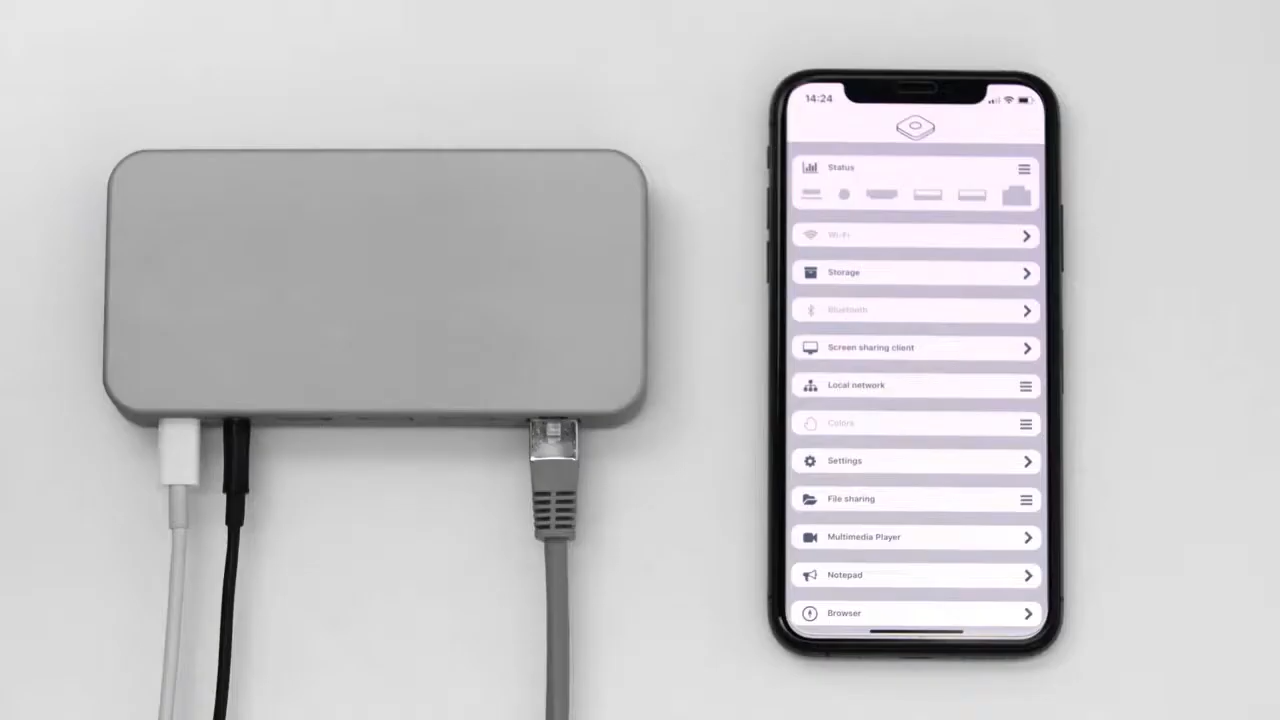 14:24
Status
Wi-Fi
Storage
Bluetooth
Screen sharing client
Local network
Colors
Settings
File sharing
Multimedia Player
Notepad
Browser